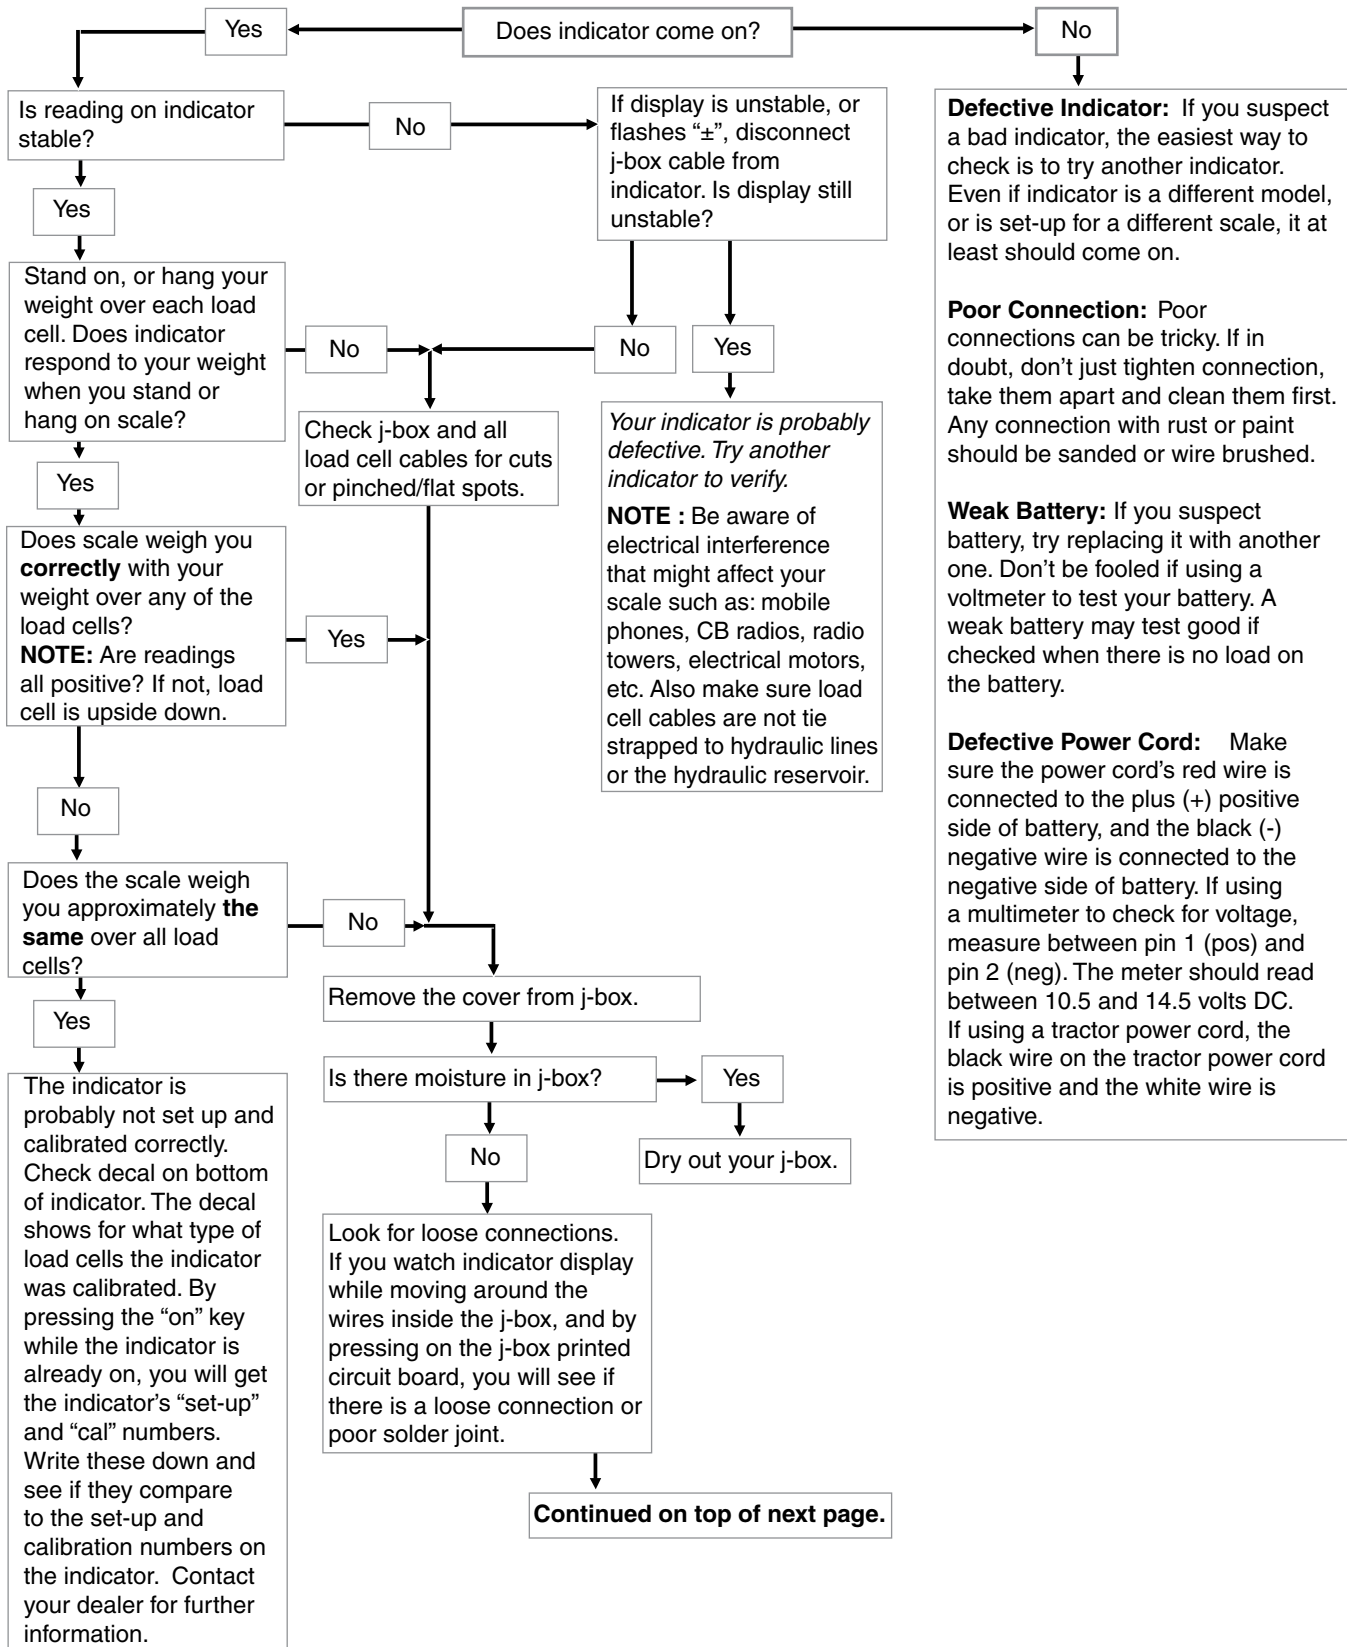 Does indicator come on?
Yes
No
Is reading on indicator
stable?
No
If display is unstable, or
flashes “±”, disconnect
j-box cable from
indicator. Is display still
unstable?
Yes
Stand on, or hang your
weight over each load
cell. Does indicator
respond to your weight
when you stand or
hang on scale?
No
No
Yes
Check j-box and all
load cell cables for cuts
or pinched/flat spots.
Your indicator is probably
defective. Try another
indicator to verify.
NOTE : Be aware of
electrical interference
that might affect your
scale such as: mobile
phones, CB radios, radio
towers, electrical motors,
etc. Also make sure load
cell cables are not tie
strapped to hydraulic lines
or the hydraulic reservoir.
Yes
Does scale weigh you
correctly with your
weight over any of the
load cells?
NOTE: Are readings
all positive? If not, load
cell is upside down.
Yes
No
Does the scale weigh
you approximately the
same over all load
cells?
No
Yes
The indicator is
probably not set up and
calibrated correctly.
Check decal on bottom
of indicator. The decal
shows for what type of
load cells the indicator
was calibrated. By
pressing the “on” key
while the indicator is
already on, you will get
the indicator’s “set-up”
and “cal” numbers.
Write these down and
see if they compare
to the set-up and
calibration numbers on
the indicator. Contact
your dealer for further
information.
Remove the cover from j-box.
Is there moisture in j-box?
Yes
No
Dry out your j-box.
Look for loose connections.
If you watch indicator display
while moving around the
wires inside the j-box, and by
pressing on the j-box printed
circuit board, you will see if
there is a loose connection or
poor solder joint.
Continued on top of next page.
Defective Indicator: If you suspect
a bad indicator, the easiest way to
check is to try another indicator.
Even if indicator is a different model,
or is set-up for a different scale, it at
least should come on.
Poor Connection: Poor
connections can be tricky. If in
doubt, don’t just tighten connection,
take them apart and clean them first.
Any connection with rust or paint
should be sanded or wire brushed.
Weak Battery: If you suspect
battery, try replacing it with another
one. Don’t be fooled if using a
voltmeter to test your battery. A
weak battery may test good if
checked when there is no load on
the battery.
Defective Power Cord: Make
sure the power cord’s red wire is
connected to the plus (+) positive
side of battery, and the black (-)
negative wire is connected to the
negative side of battery. If using
a multimeter to check for voltage,
measure between pin 1 (pos) and
pin 2 (neg). The meter should read
between 10.5 and 14.5 volts DC.
If using a tractor power cord, the
black wire on the tractor power cord
is positive and the white wire is
negative.